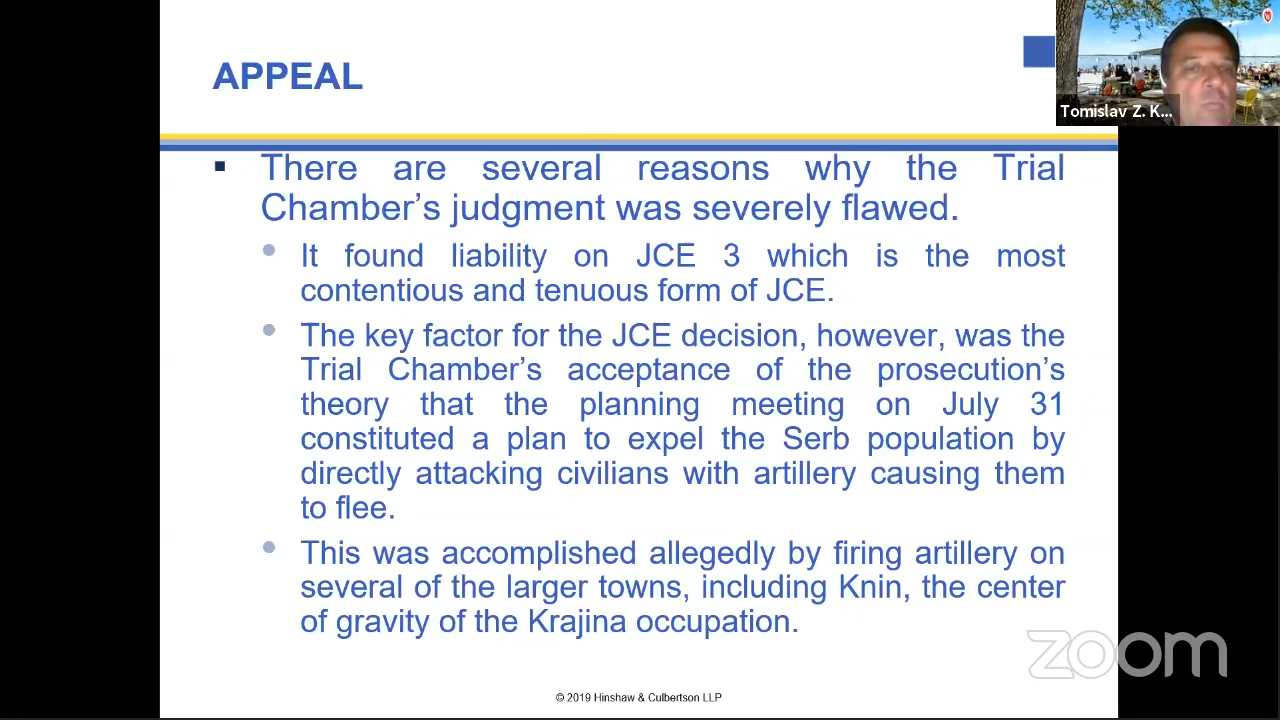 APPEAL
Tomislav Z. K...
▪ There are several reasons why the Trial
Chamber's judgment was severely flawed.
• It found liability on JCE 3 which is the most
contentious and tenuous form of JCE.
• The key factor for the JCE decision, however, was the
Trial Chamber's acceptance of the prosecution's
theory that the planning meeting on July 31
constituted a plan to expel the Serb population by
directly attacking civilians with artillery causing them
to flee.
• This was accomplished allegedly by firing artillery on
several of the larger towns, including Knin, the center
of gravity of the Krajina occupation.
zoom
© 2019 Hinshaw & Culbertson LLP